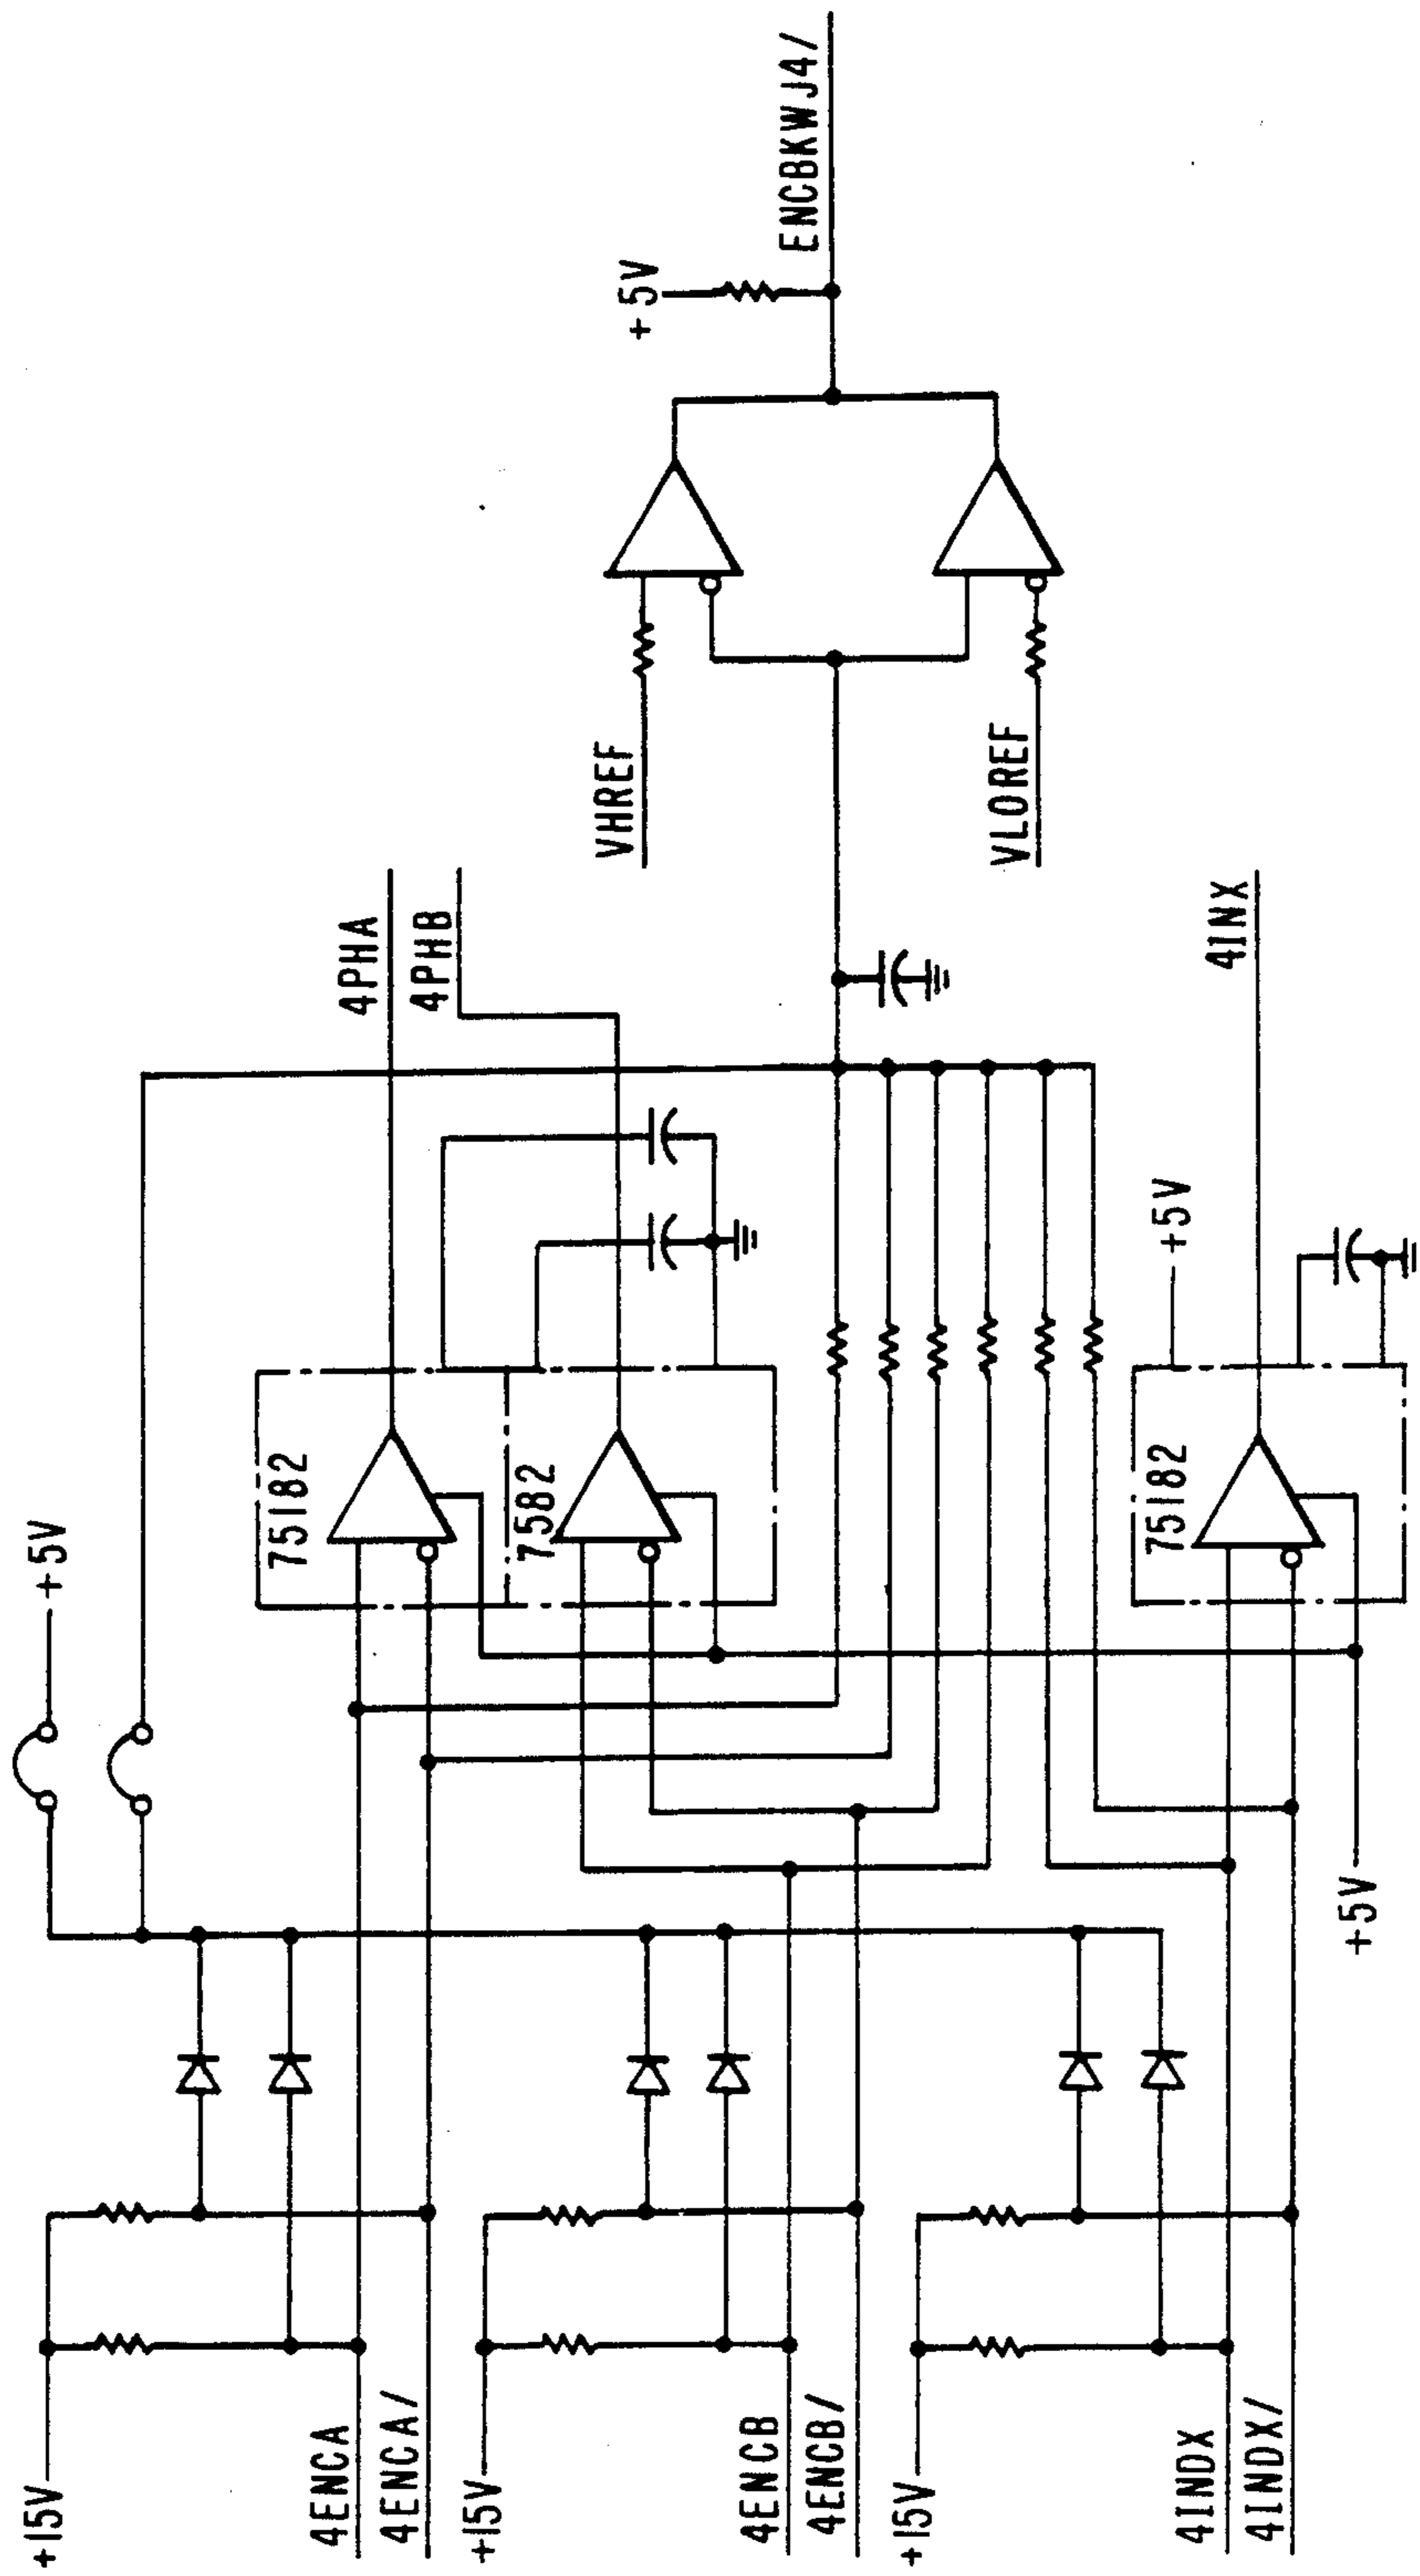 +15V
4ENCA
4ENCA/
+15V
4ENCB
4ENCB/
+15V
4INDX
4INDX/
+5V
+5V
75182
7582
75182
+5V
4PHA
4PHB
4INX
VHREF
VLOREF
+5V
ENCBKWJ4/